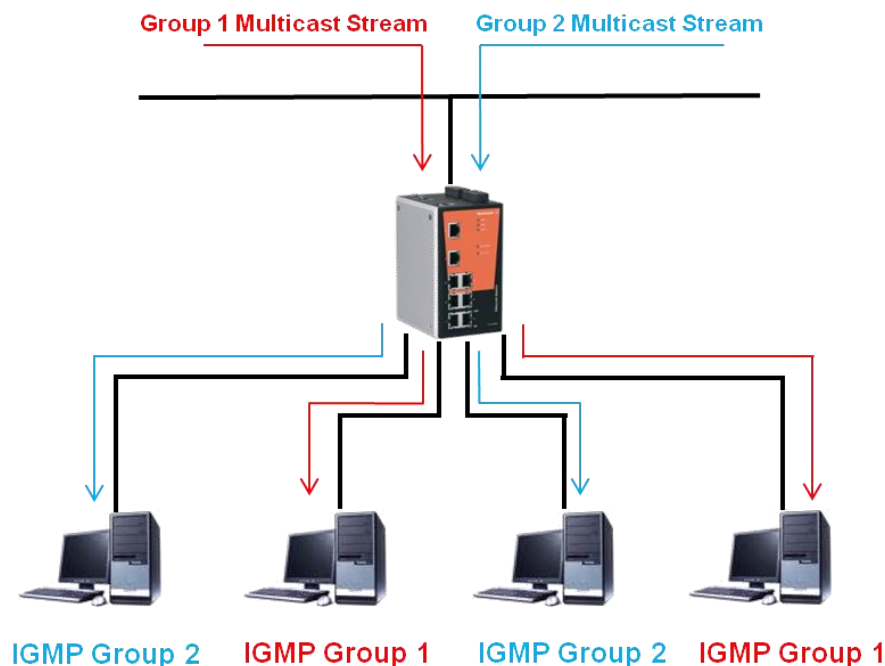 Group 1 Multicast Stream
Group 2 Multicast Stream
IGMP Group 2
IGMP Group 1
IGMP Group 2
IGMP Group 1